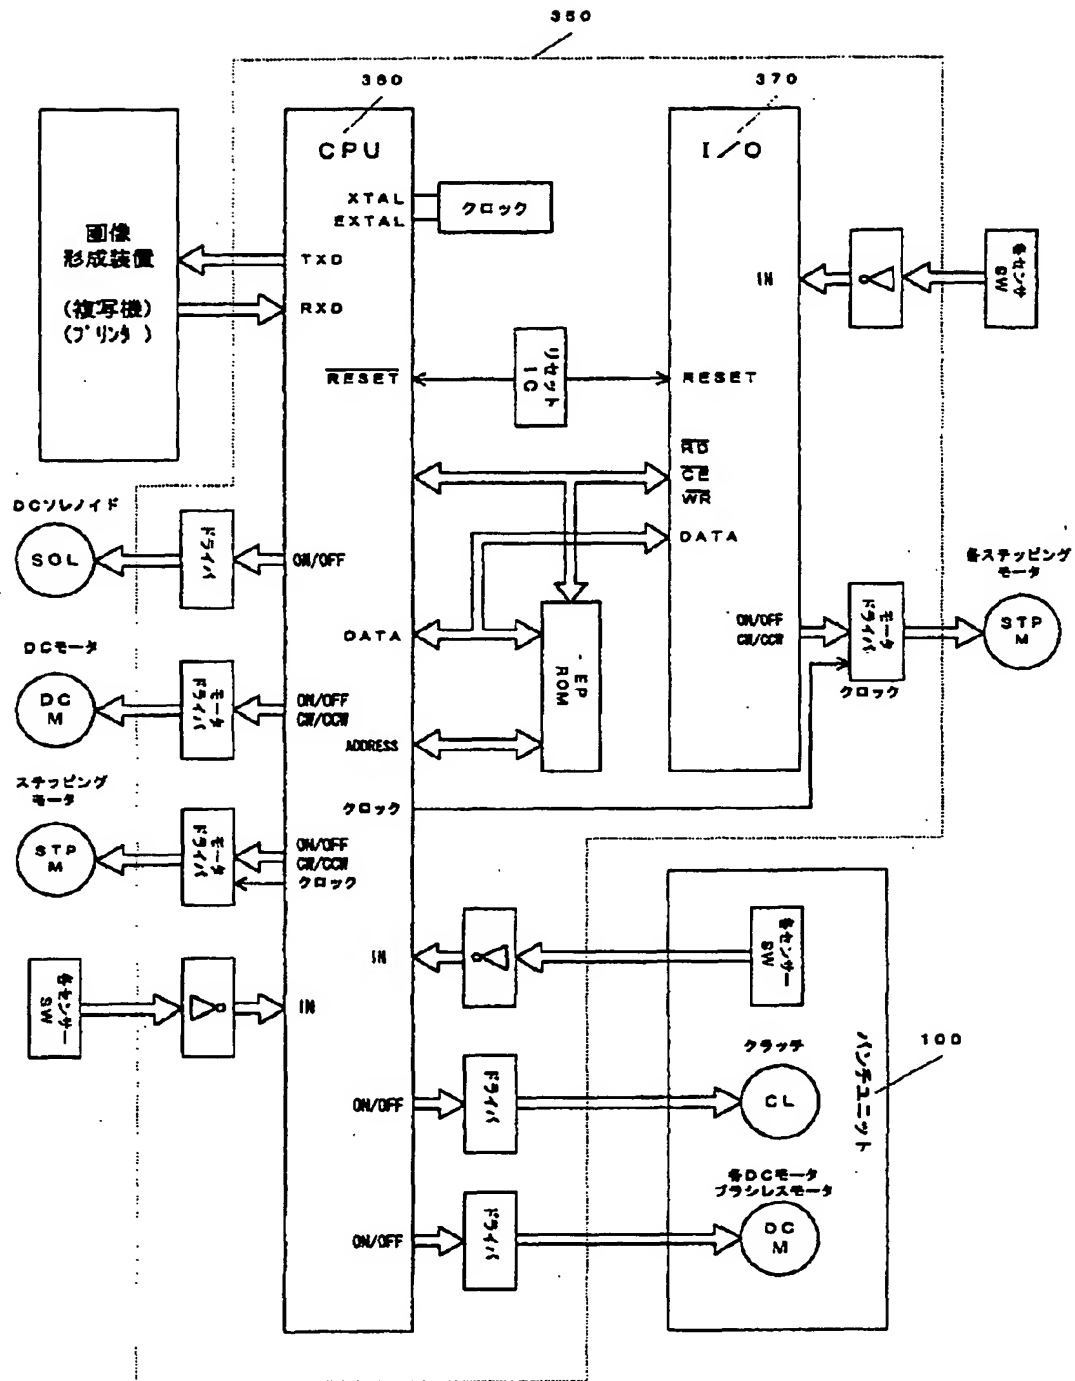 350
360
370
CPU
I/O
XTAL
EXTAL
クロック
画像
形成装置
(複写機)
(プリンタ)
TXD
RXD
IN
各センサ
SW
RESET
リセット
IC
RESET
RD
CE
WR
DATA
DCソレノイド
SOL
ドライバ
ON/OFF
各ステッピング
モータ
STP
M
モータ
ドライバ
ON/OFF
CW/CCW
クロック
DATA
EP
ROM
DCモータ
DC
M
モータ
ドライバ
ON/OFF
CW/CCW
ADDRESS
クロック
ステッピング
モータ
STP
M
モータ
ドライバ
ON/OFF
CW/CCW
クロック
IN
各センサー
SW
各センサー
SW
IN
パンチユニット
100
クラッチ
CL
ON/OFF
ドライバ
各DCモータ
ブラシレスモータ
DC
M
ON/OFF
ドライバ